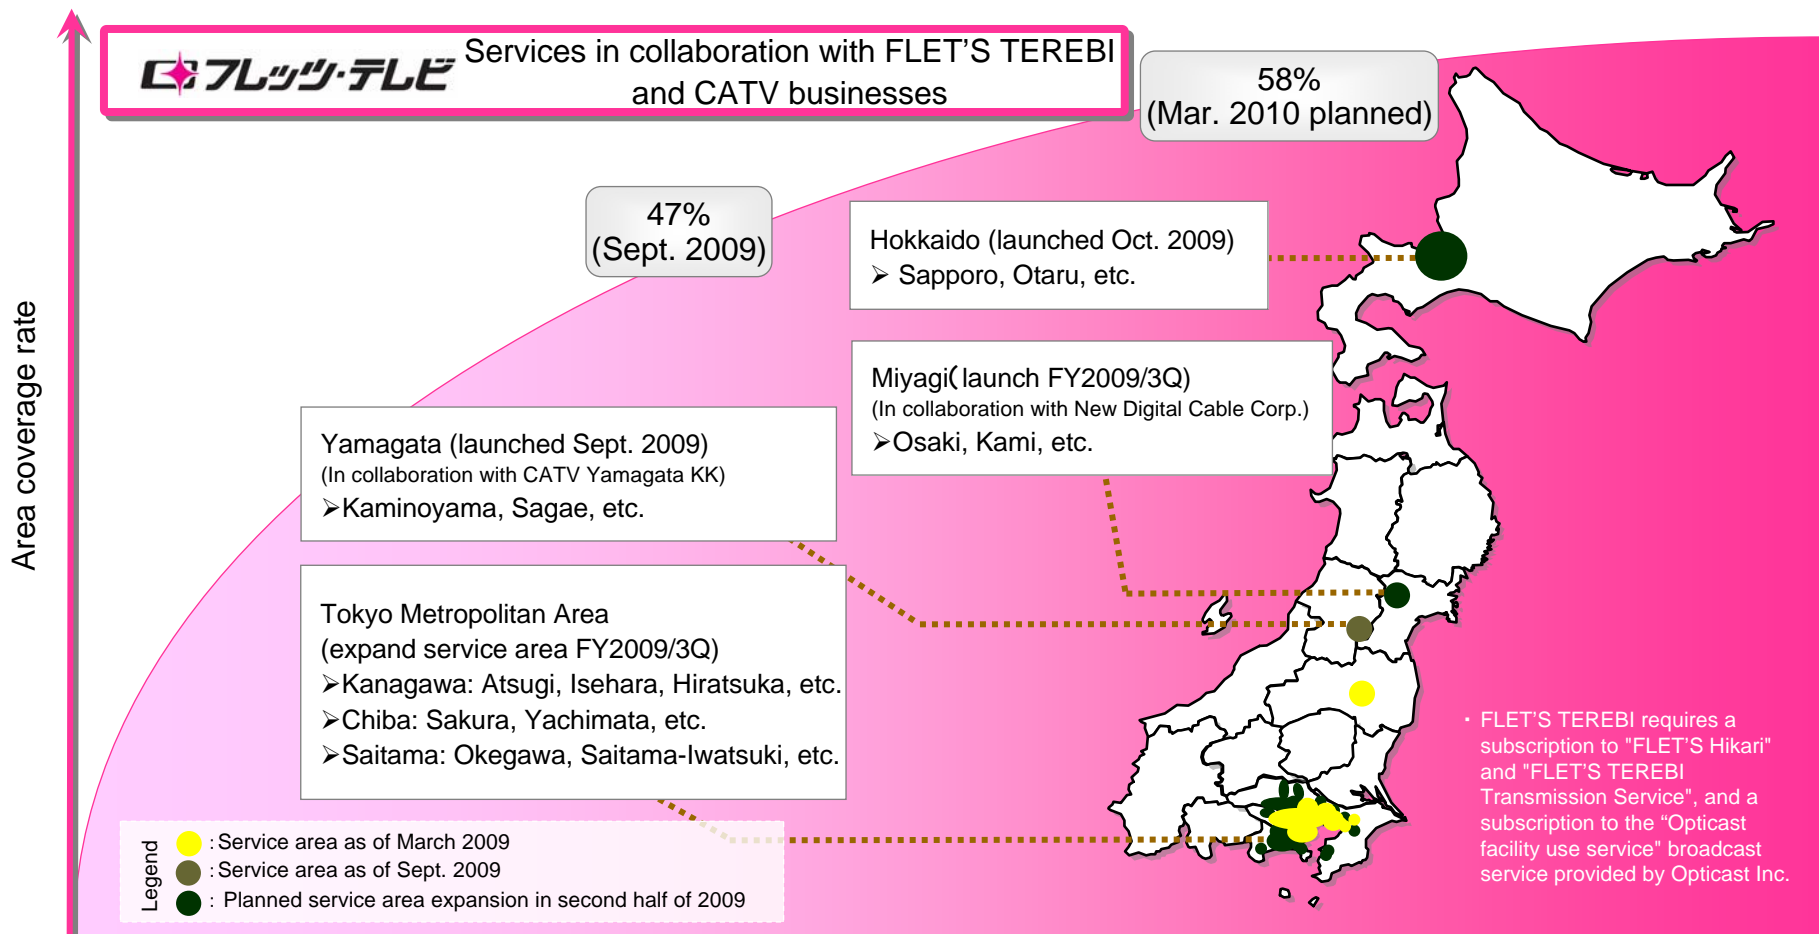 フレッツ・テレビ
Services in collaboration with FLET'S TEREBI
and CATV businesses
58%
(Mar. 2010 planned)
47%
(Sept. 2009)
Hokkaido (launched Oct. 2009)
➢ Sapporo, Otaru, etc.
Miyagi(launch FY2009/3Q)
(In collaboration with New Digital Cable Corp.)
➢Osaki, Kami, etc.
Yamagata (launched Sept. 2009)
(In collaboration with CATV Yamagata KK)
➢Kaminoyama, Sagae, etc.
Tokyo Metropolitan Area
(expand service area FY2009/3Q)
➢Kanagawa: Atsugi, Isehara, Hiratsuka, etc.
➢Chiba: Sakura, Yachimata, etc.
➢Saitama: Okegawa, Saitama-Iwatsuki, etc.
Area coverage rate
Legend
: Service area as of March 2009
: Service area as of Sept. 2009
: Planned service area expansion in second half of 2009
・ FLET'S TEREBI requires a
subscription to "FLET'S Hikari"
and "FLET'S TEREBI
Transmission Service", and a
subscription to the “Opticast
facility use service" broadcast
service provided by Opticast Inc.